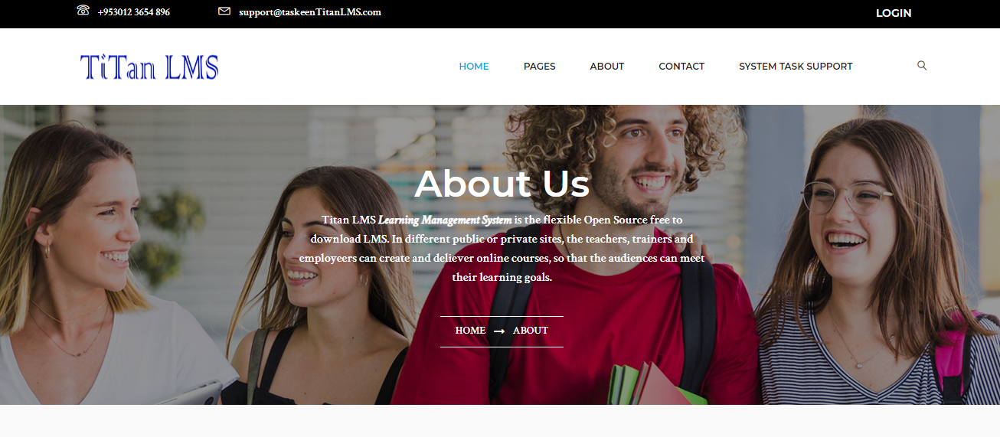 +953012 3654 896
support@taskeenTitanLMS.com
LOGIN
TiTan LMS
HOME
PAGES
ABOUT
CONTACT
SYSTEM TASK SUPPORT
About Us
Titan LMS Learning Management System is the flexible Open Source free to
download LMS. In different public or private sites, the teachers, trainers and
employeers can create and deliever online courses, so that the audiences can meet
their learning goals.
HOME → ABOUT